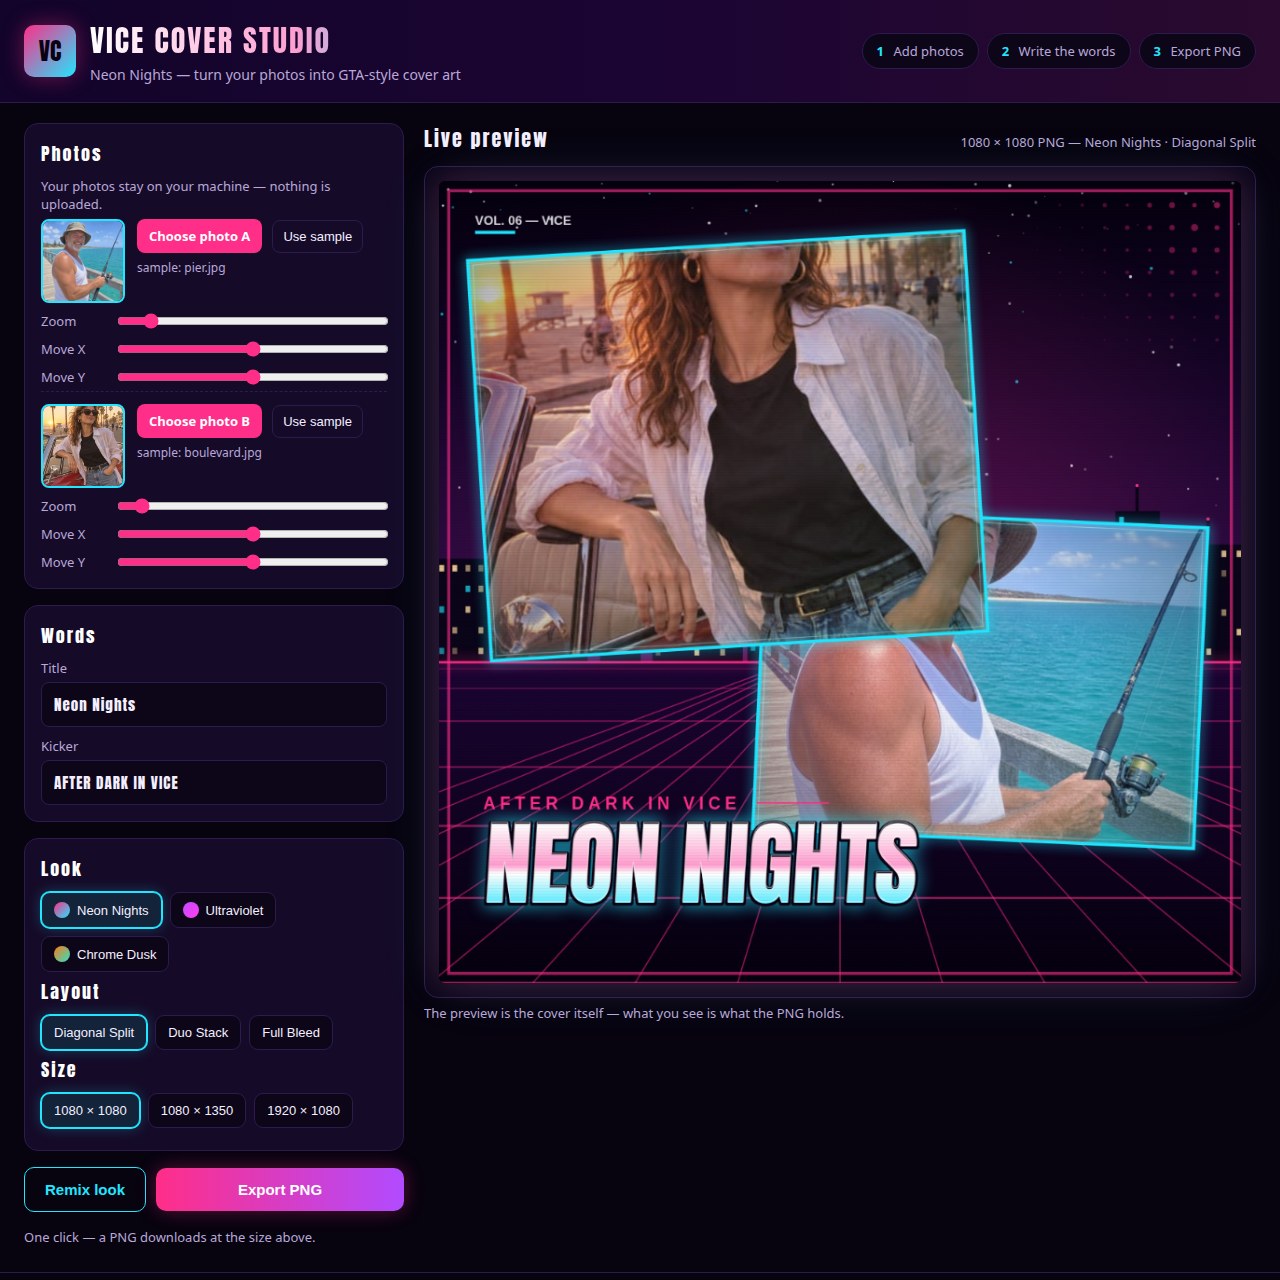 VC
VICE COVER STUDIO
Neon Nights — turn your photos into GTA-style cover art
1 Add photos
2 Write the words
3 Export PNG
Photos
Your photos stay on your machine — nothing is
uploaded.
Choose photo A
Use sample
sample: pier.jpg
Zoom
Move X
Move Y
Choose photo B
Use sample
sample: boulevard.jpg
Zoom
Move X
Move Y
Words
Title
Neon Nights
Kicker
AFTER DARK IN VICE
Look
Neon Nights
Ultraviolet
Chrome Dusk
Layout
Diagonal Split
Duo Stack
Full Bleed
Size
1080 × 1080
1080 × 1350
1920 × 1080
Remix look
Export PNG
One click — a PNG downloads at the size above.
Live preview
1080 × 1080 PNG — Neon Nights · Diagonal Split
VOL. 06 — VICE
AFTER DARK IN VICE
NEON NIGHTS
The preview is the cover itself — what you see is what the PNG holds.